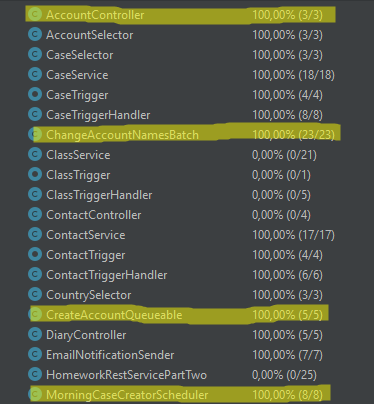 AccountController 100,00% (3/3)
AccountSelector 100,00% (3/3)
CaseSelector 100,00% (3/3)
CaseService 100,00% (18/18)
CaseTrigger 100,00% (4/4)
CaseTriggerHandler 100,00% (8/8)
ChangeAccountNamesBatch 100,00% (23/23)
ClassService 0,00% (0/21)
ClassTrigger 0,00% (0/1)
ClassTriggerHandler 0,00% (0/5)
ContactController 0,00% (0/4)
ContactService 100,00% (17/17)
ContactTrigger 100,00% (4/4)
ContactTriggerHandler 100,00% (6/6)
CountrySelector 100,00% (3/3)
CreateAccountQueueable 100,00% (5/5)
DiaryController 100,00% (5/5)
EmailNotificationSender 100,00% (7/7)
HomeworkRestServicePartTwo 0,00% (0/25)
MorningCaseCreatorScheduler 100,00% (8/8)